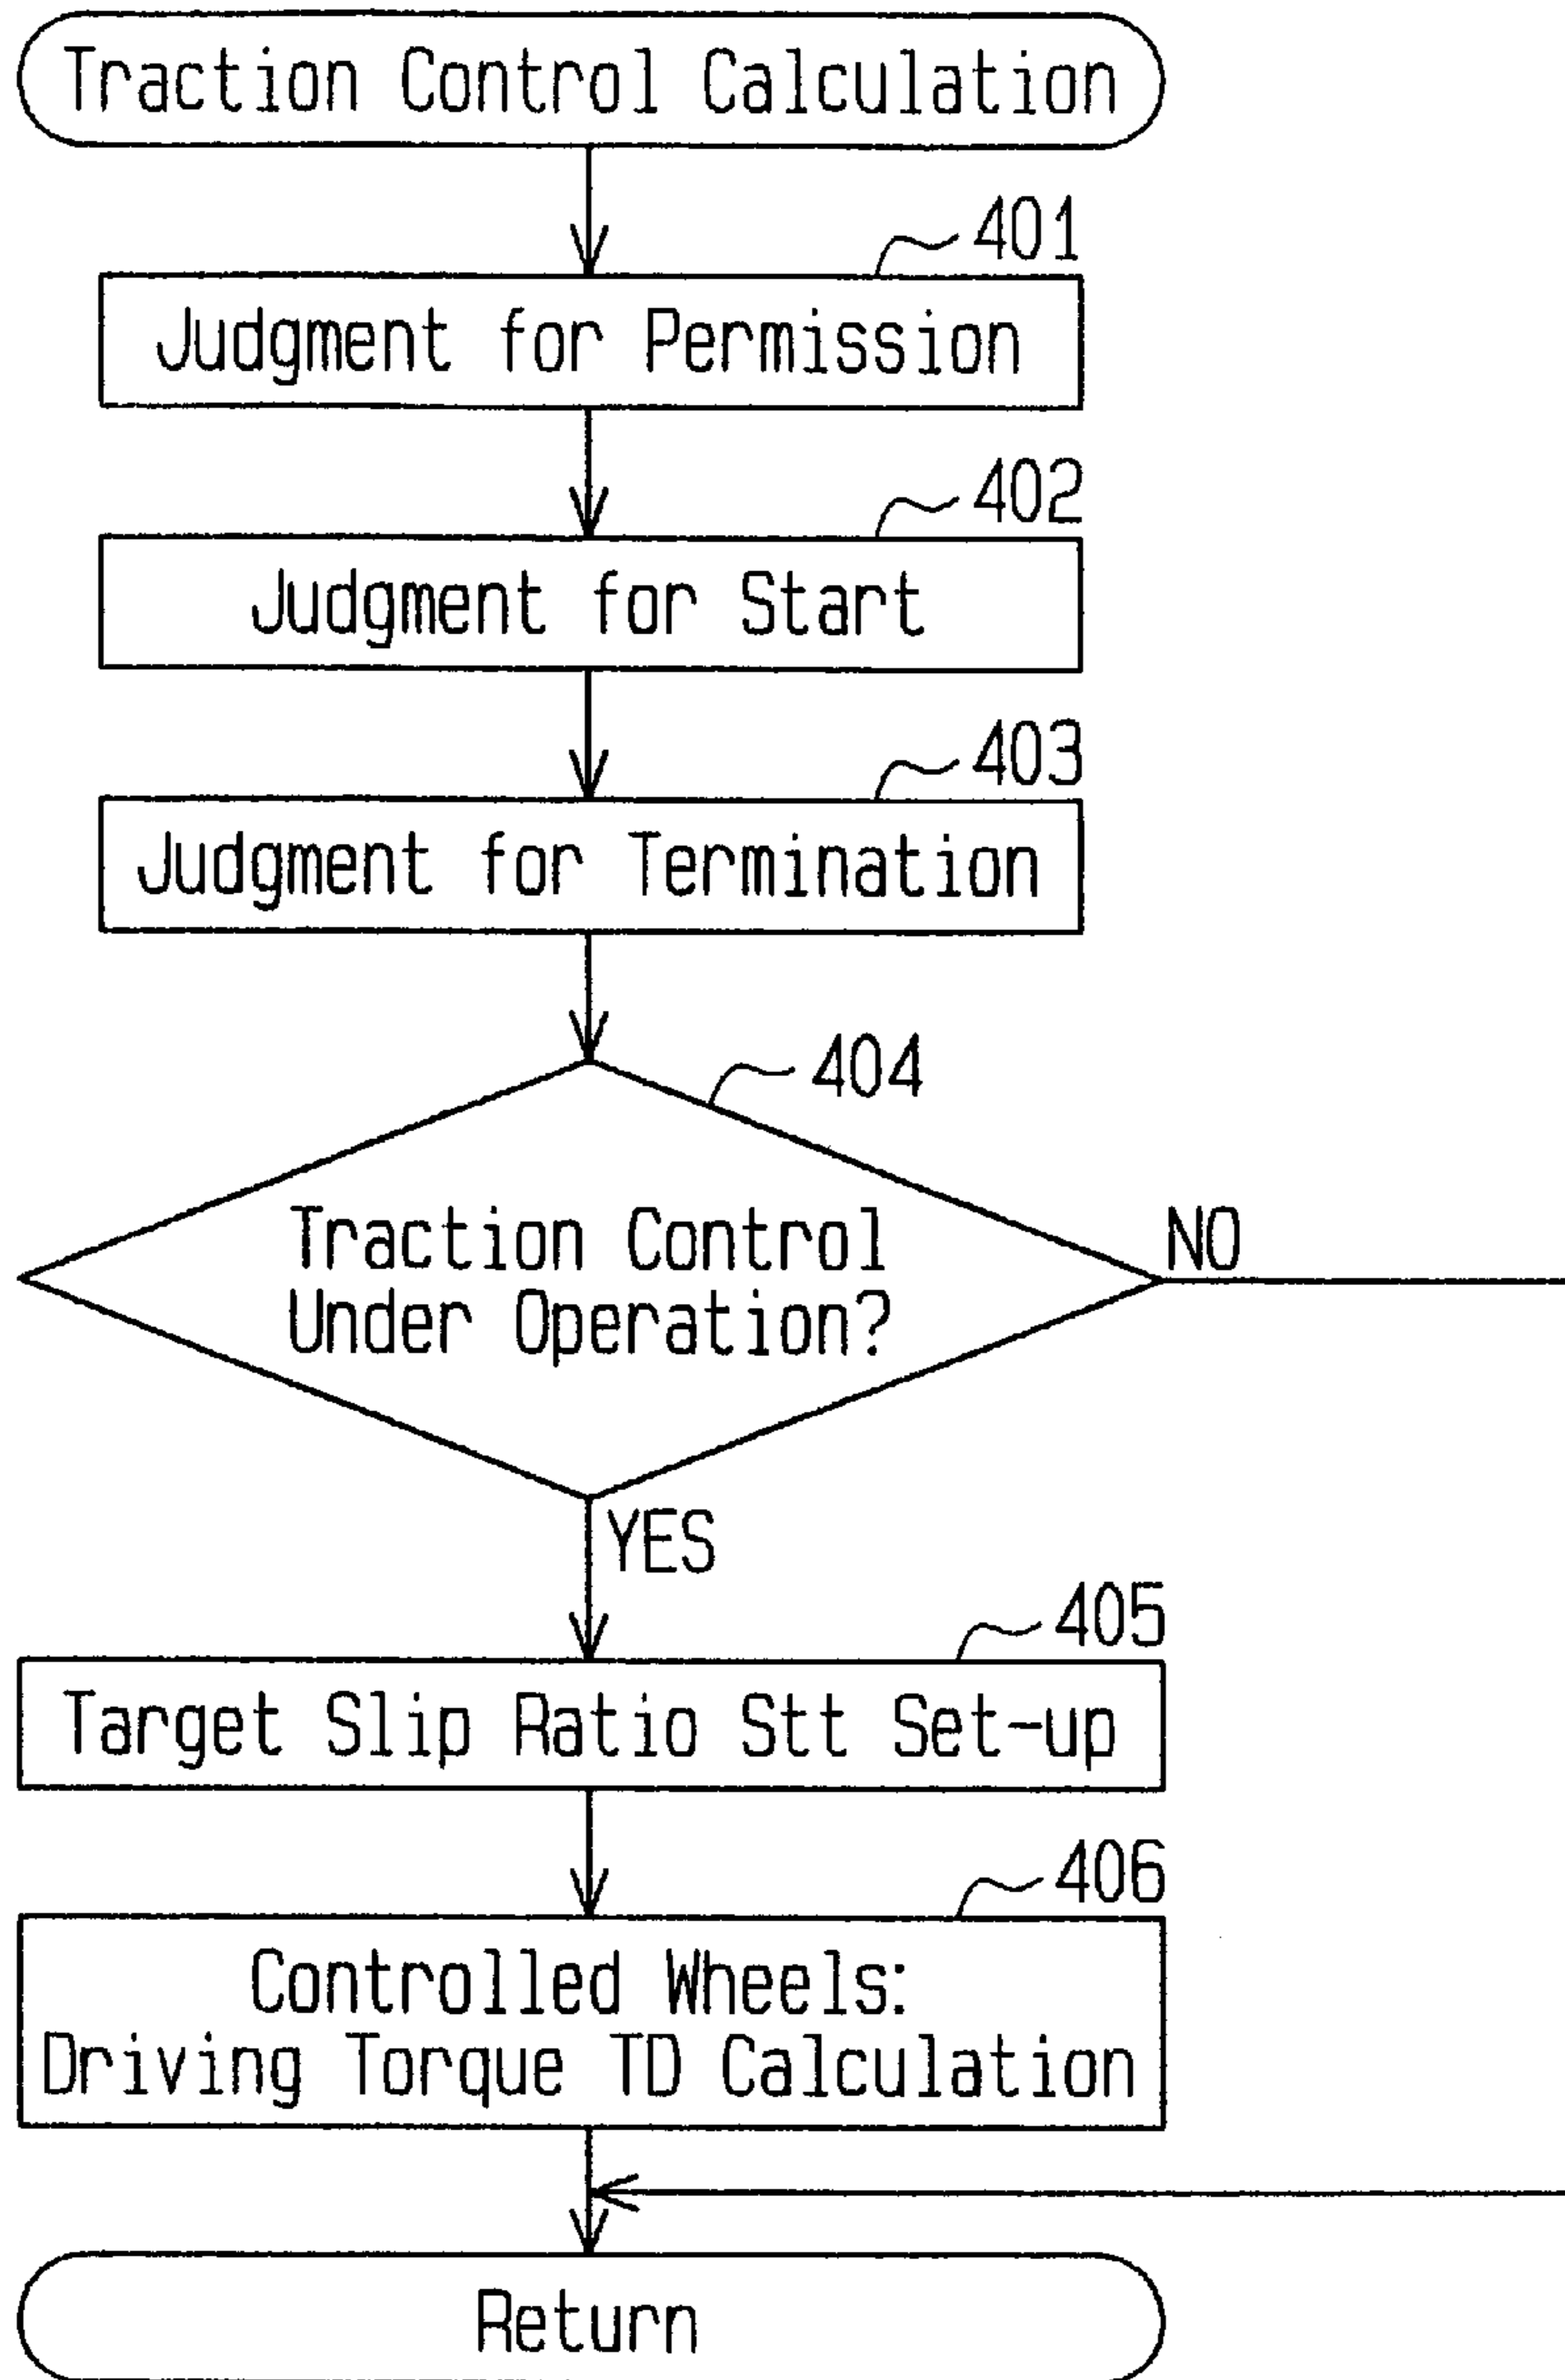 Traction Control Calculation
401
Judgment for Permission
402
Judgment for Start
403
Judgment for Termination
404
Traction Control
Under Operation?
NO
YES
405
Target Slip Ratio Stt Set-up
406
Controlled Wheels:
Driving Torque TD Calculation
Return